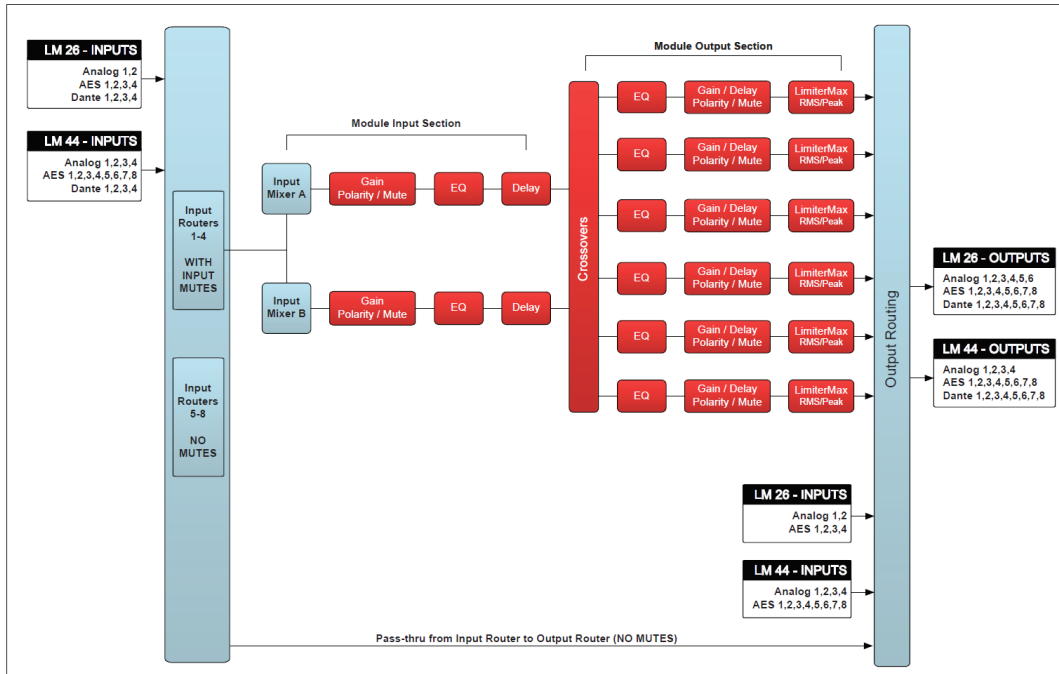 LM 26 - INPUTS
Analog 1,2
AES 1,2,3,4
Dante 1,2,3,4
LM 44 - INPUTS
Analog 1,2,3,4
AES 1,2,3,4,5,6,7,8
Dante 1,2,3,4
Input
Routers
1-4
WITH
INPUT
MUTES
Input
Routers
5-8
NO
MUTES
Module Input Section
Input
Mixer A
Gain
Polarity / Mute
EQ
Delay
Input
Mixer B
Gain
Polarity / Mute
EQ
Delay
Crossovers
Module Output Section
EQ
Gain / Delay
Polarity / Mute
LimiterMax
RMS/Peak
EQ
Gain / Delay
Polarity / Mute
LimiterMax
RMS/Peak
EQ
Gain / Delay
Polarity / Mute
LimiterMax
RMS/Peak
EQ
Gain / Delay
Polarity / Mute
LimiterMax
RMS/Peak
EQ
Gain / Delay
Polarity / Mute
LimiterMax
RMS/Peak
EQ
Gain / Delay
Polarity / Mute
LimiterMax
RMS/Peak
LM 26 - INPUTS
Analog 1,2
AES 1,2,3,4
LM 44 - INPUTS
Analog 1,2,3,4
AES 1,2,3,4,5,6,7,8
Pass-thru from Input Router to Output Router (NO MUTES)
Output Routing
LM 26 - OUTPUTS
Analog 1,2,3,4,5,6
AES 1,2,3,4,5,6,7,8
Dante 1,2,3,4,5,6,7,8
LM 44 - OUTPUTS
Analog 1,2,3,4
AES 1,2,3,4,5,6,7,8
Dante 1,2,3,4,5,6,7,8